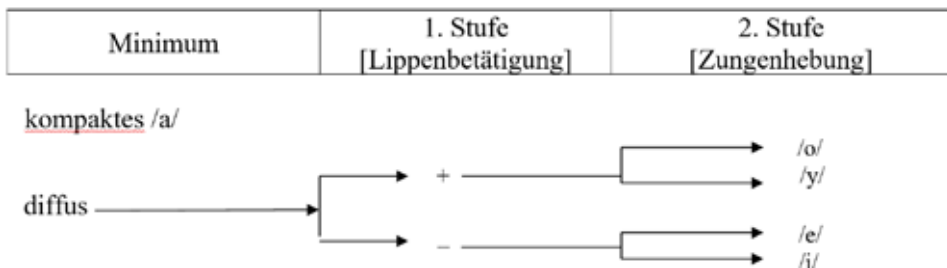 Minimum
1. Stufe
[Lippenbetätigung]
2. Stufe
[Zungenhebung]
kompaktes /a/
/o/
+
/y/
diffus
/e/
–
/i/